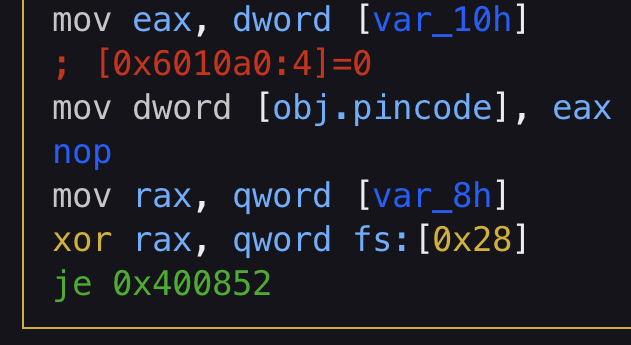 mov eax, dword [var_10h]
; [0x6010a0:4]=0
mov dword [obj.pincode], eax
nop
mov rax, qword [var_8h]
xor rax, qword fs:[0x28]
je 0x400852